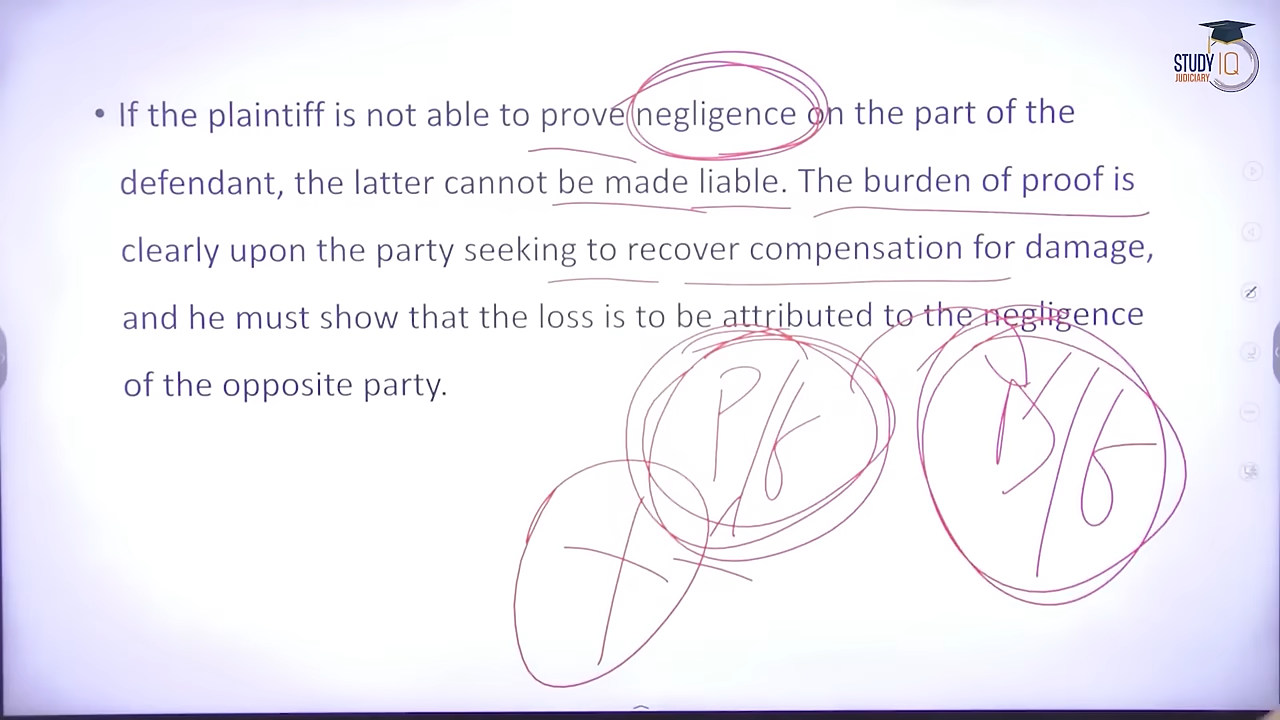 STUDY IQ
JUDICIARY
• If the plaintiff is not able to prove negligence on the part of the
defendant, the latter cannot be made liable. The burden of proof is
clearly upon the party seeking to recover compensation for damage,
and he must show that the loss is to be attributed to the negligence
of the opposite party.
P/f
D/f